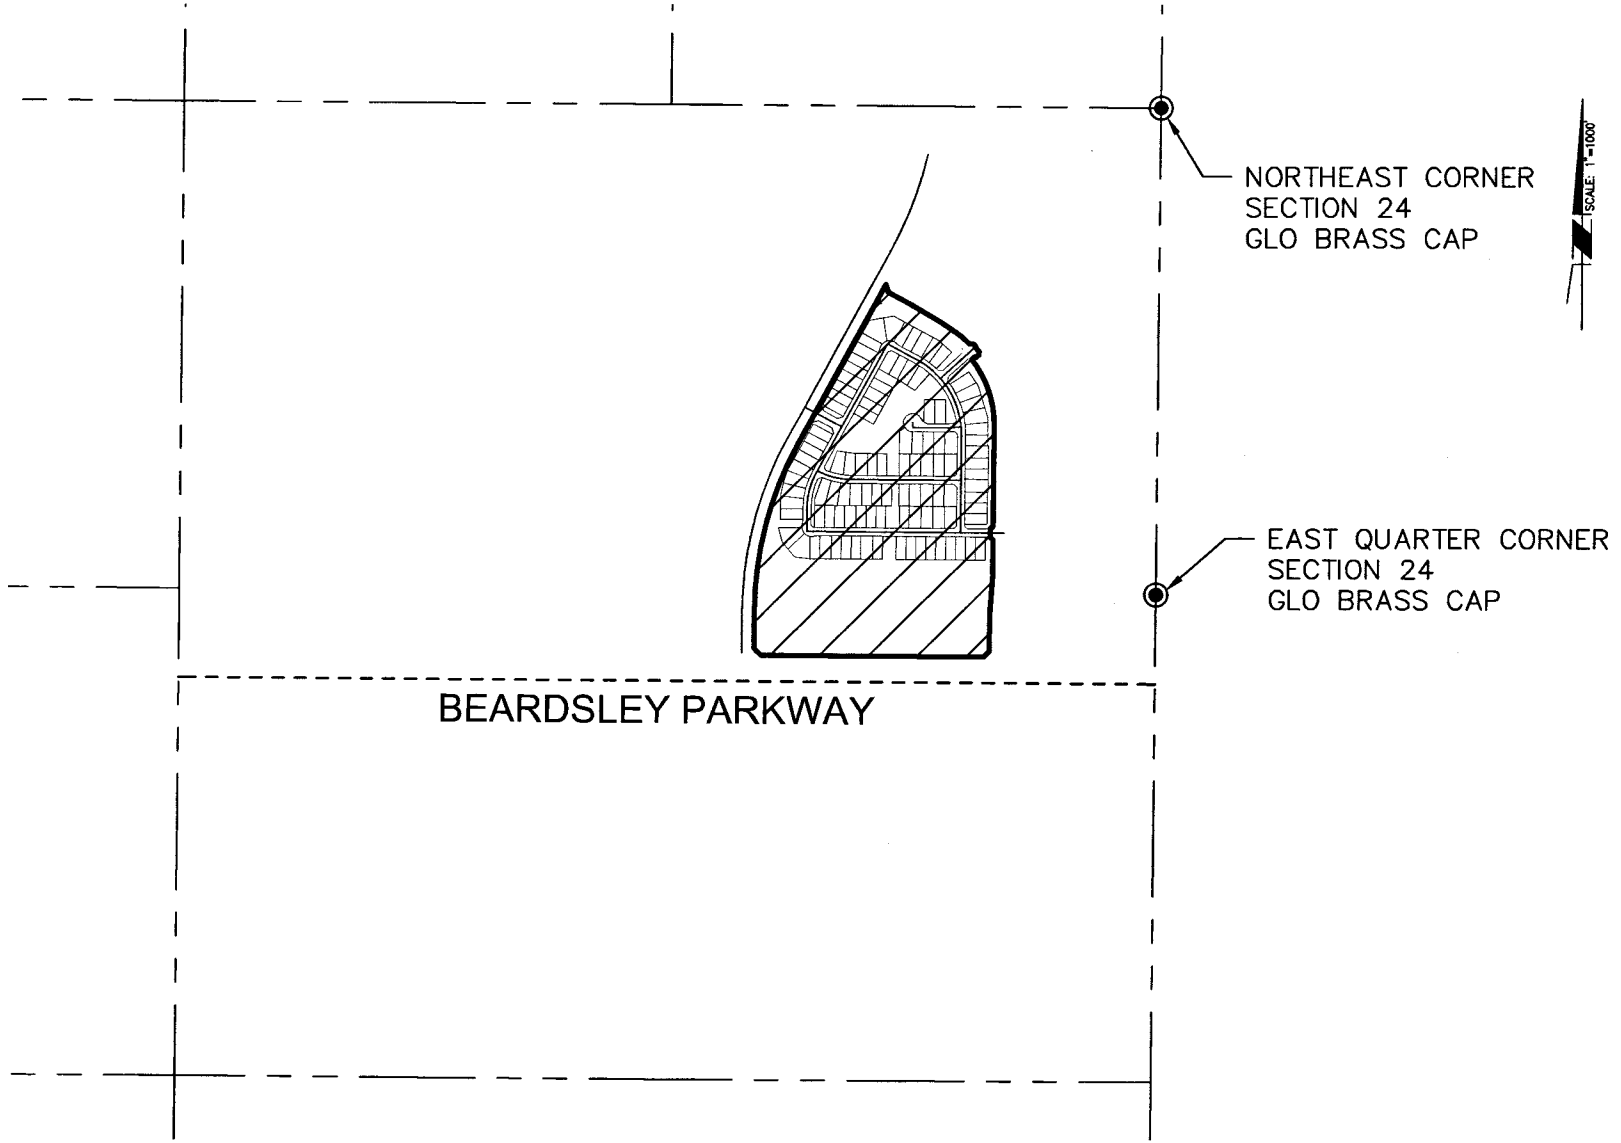 NORTHEAST CORNER
SECTION 24
GLO BRASS CAP
SCALE: 1"=1000'
EAST QUARTER CORNER
SECTION 24
GLO BRASS CAP
BEARDSLEY PARKWAY